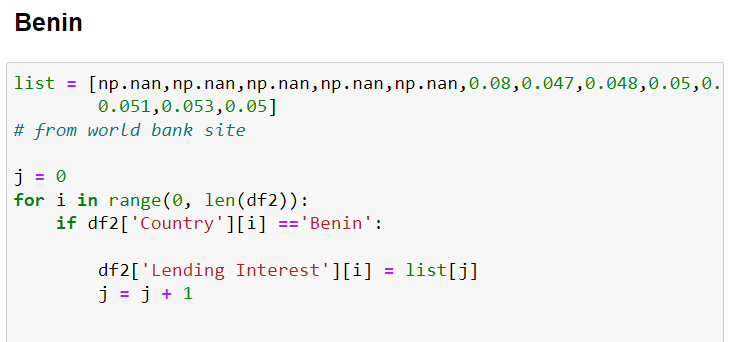 Benin
list = [np.nan,np.nan,np.nan,np.nan,np.nan,0.08,0.047,0.048,0.05,0.
0.051,0.053,0.05]
# from world bank site
j = 0
for i in range(0, len(df2)):
if df2['Country'][i] =='Benin':
df2['Lending Interest'][i] = list[j]
j = j + 1